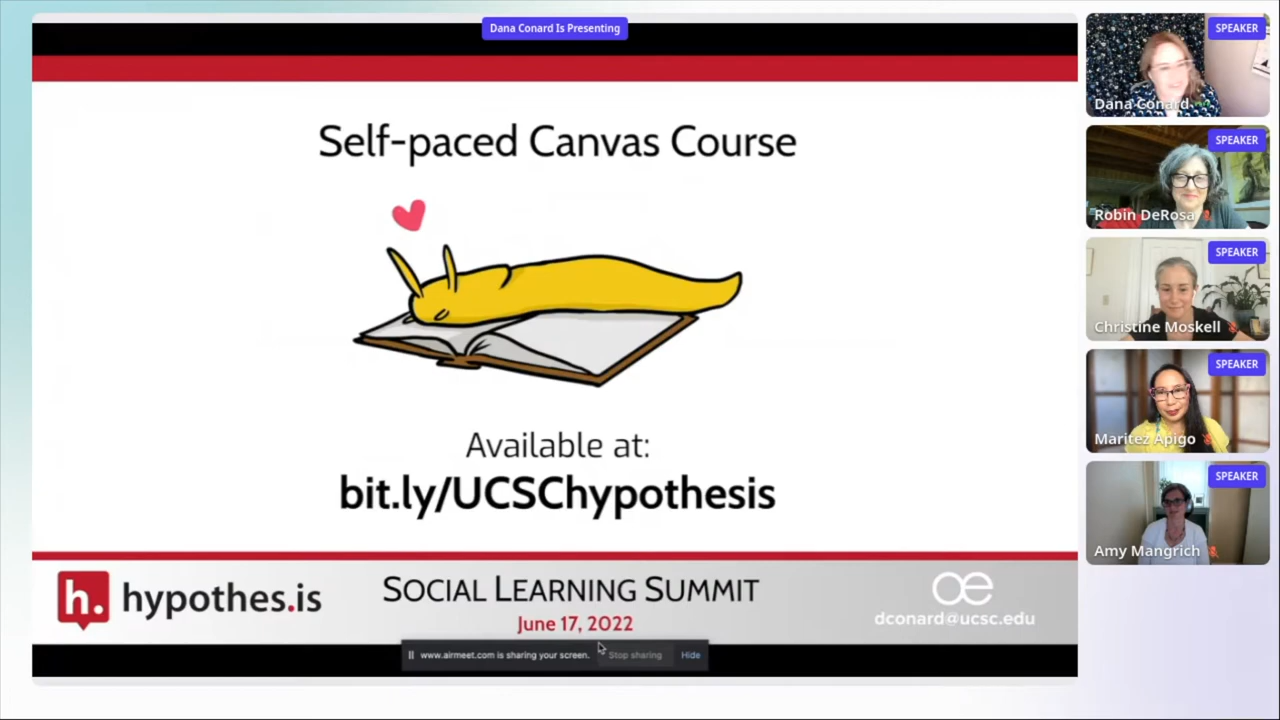 Dana Conard Is Presenting
Self-paced Canvas Course
Available at:
bit.ly/UCSChypothesis
h. hypothes.is
SOCIAL LEARNING SUMMIT
June 17, 2022
oe
dconard@ucsc.edu
www.airmeet.com is sharing your screen. Stop sharing Hide
SPEAKER
Dana Conard
SPEAKER
Robin DeRosa
SPEAKER
Christine Moskell
SPEAKER
Maritez Apigo
SPEAKER
Amy Mangrich